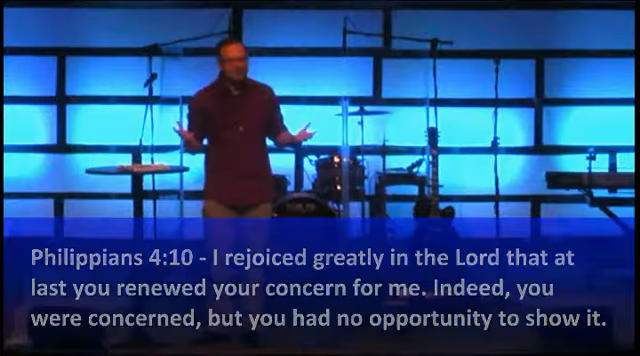 Philippians 4:10 - I rejoiced greatly in the Lord that at
last you renewed your concern for me. Indeed, you
were concerned, but you had no opportunity to show it.